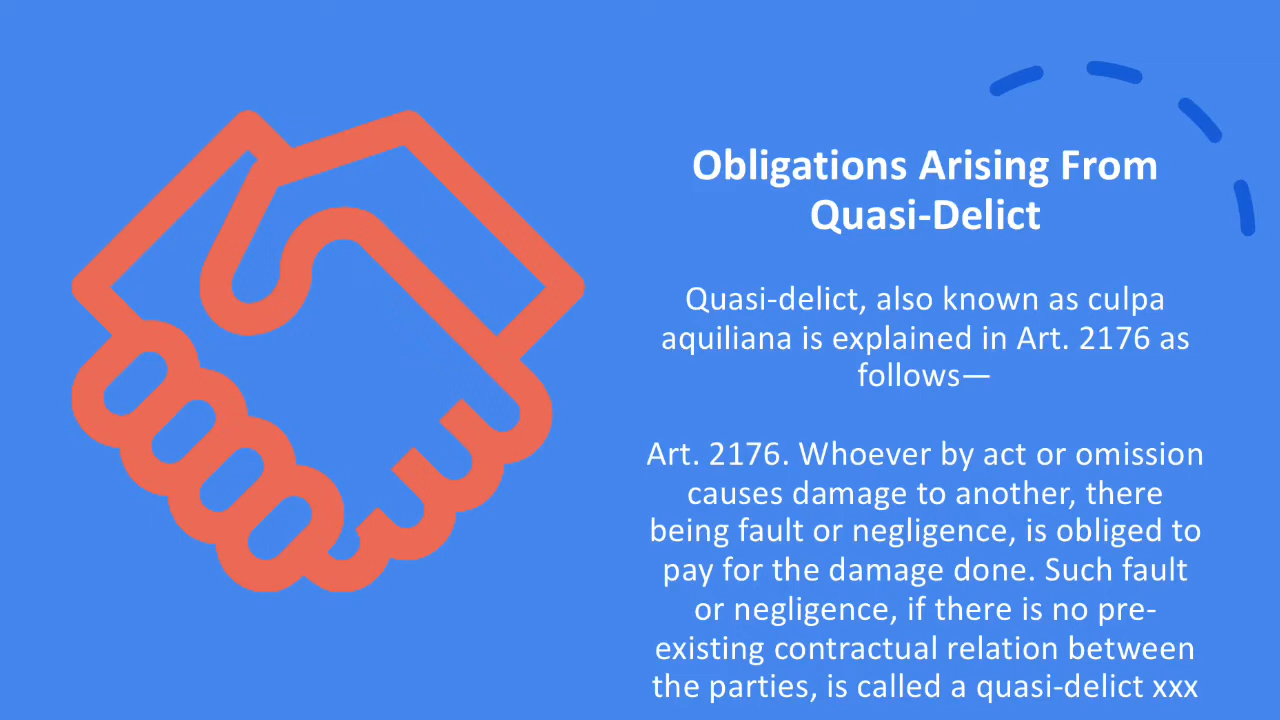 Obligations Arising From
Quasi-Delict
Quasi-delict, also known as culpa
aquiliana is explained in Art. 2176 as
follows—
Art. 2176. Whoever by act or omission
causes damage to another, there
being fault or negligence, is obliged to
pay for the damage done. Such fault
or negligence, if there is no pre-
existing contractual relation between
the parties, is called a quasi-delict xxx